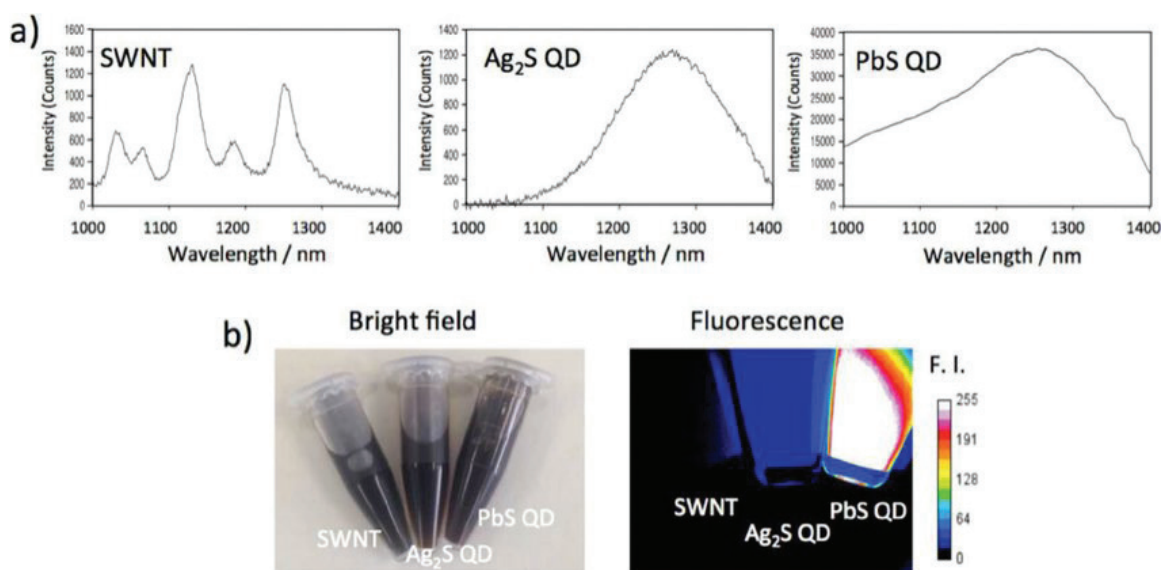 a)
SWNT
Intensity (Counts)
1600
1400
1200
1000
800
600
400
200
0
1000 1100 1200 1300 1400
Wavelength / nm
Ag₂S QD
Intensity (Counts)
1400
1200
1000
800
600
400
200
0
1000 1100 1200 1300 1400
Wavelength / nm
PbS QD
Intensity (Counts)
40000
35000
30000
25000
20000
15000
10000
5000
0
1000 1100 1200 1300 1400
Wavelength / nm
b)
Bright field
SWNT
Ag₂S QD
PbS QD
Fluorescence
SWNT
Ag₂S QD
PbS QD
F. I.
255
191
128
64
0